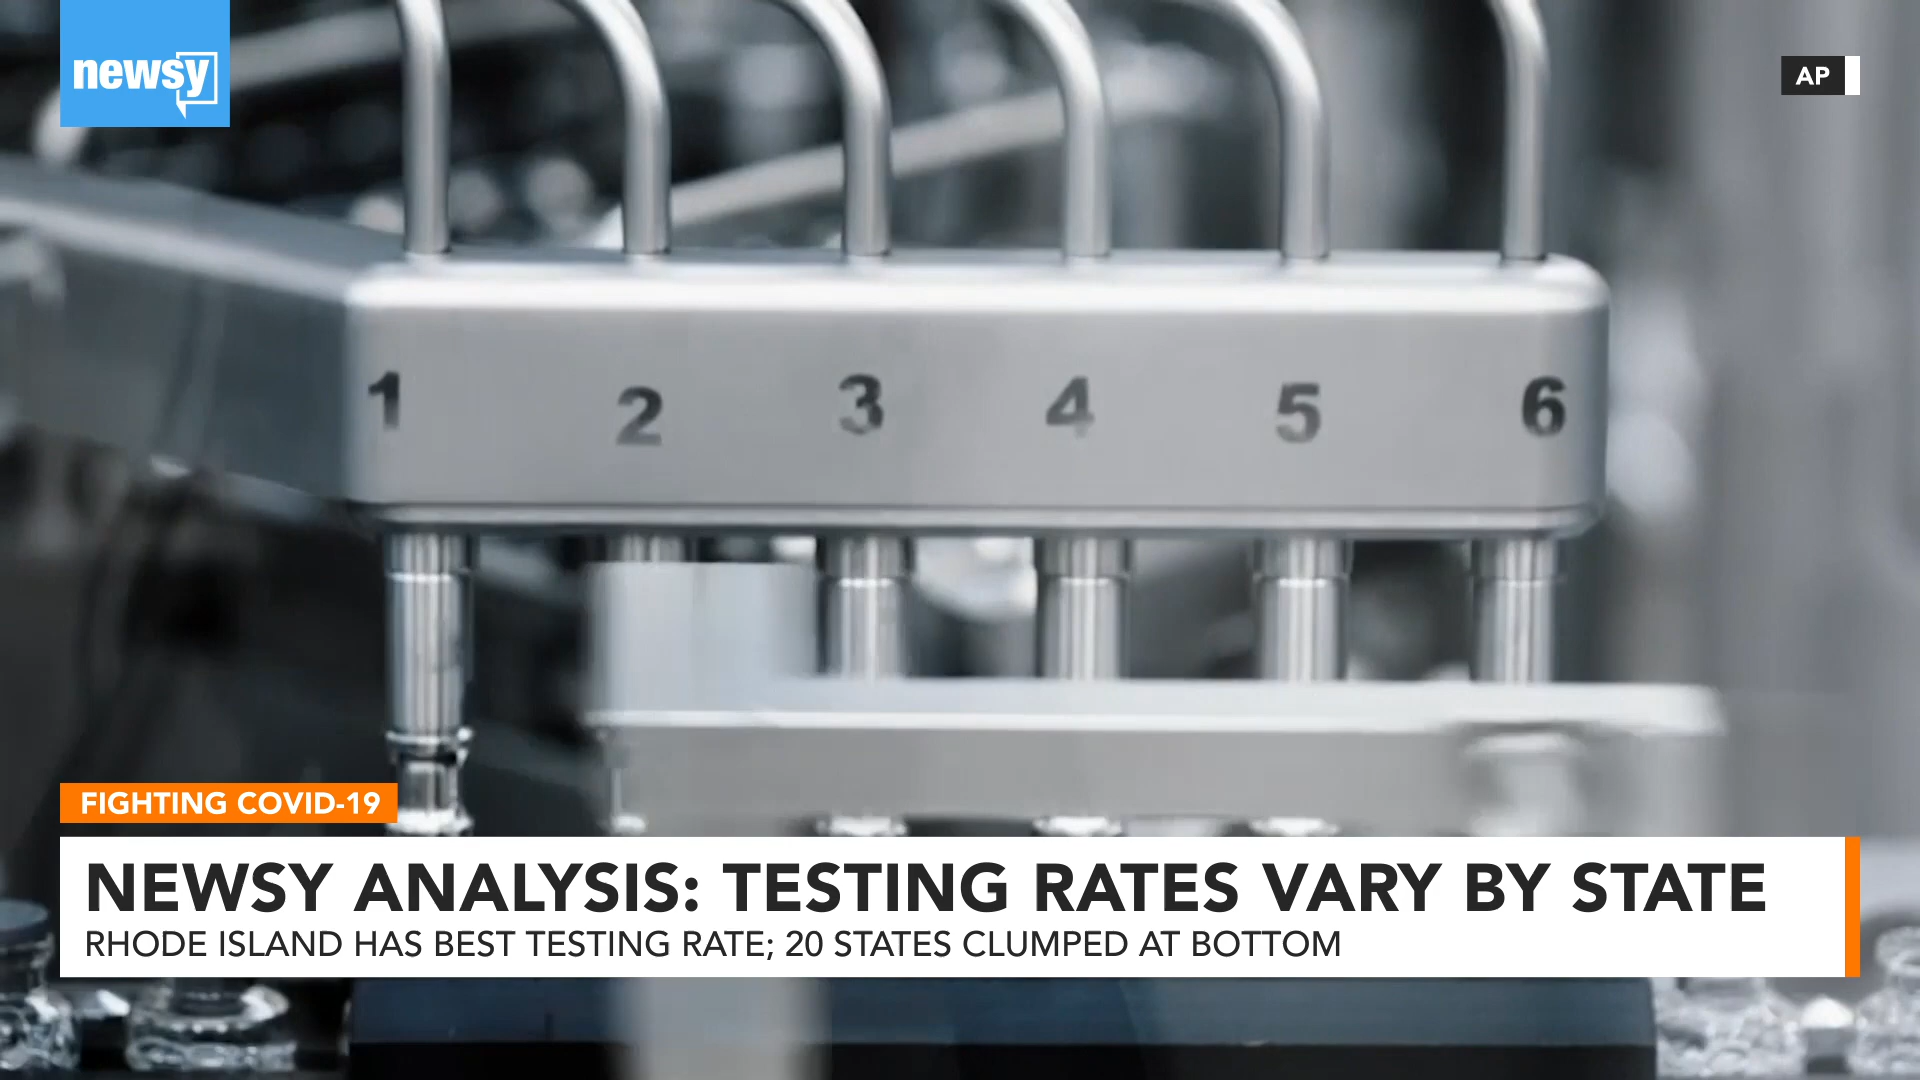 newsy
AP
1 2 3 4 5 6
FIGHTING COVID-19
NEWSY ANALYSIS: TESTING RATES VARY BY STATE
RHODE ISLAND HAS BEST TESTING RATE; 20 STATES CLUMPED AT BOTTOM